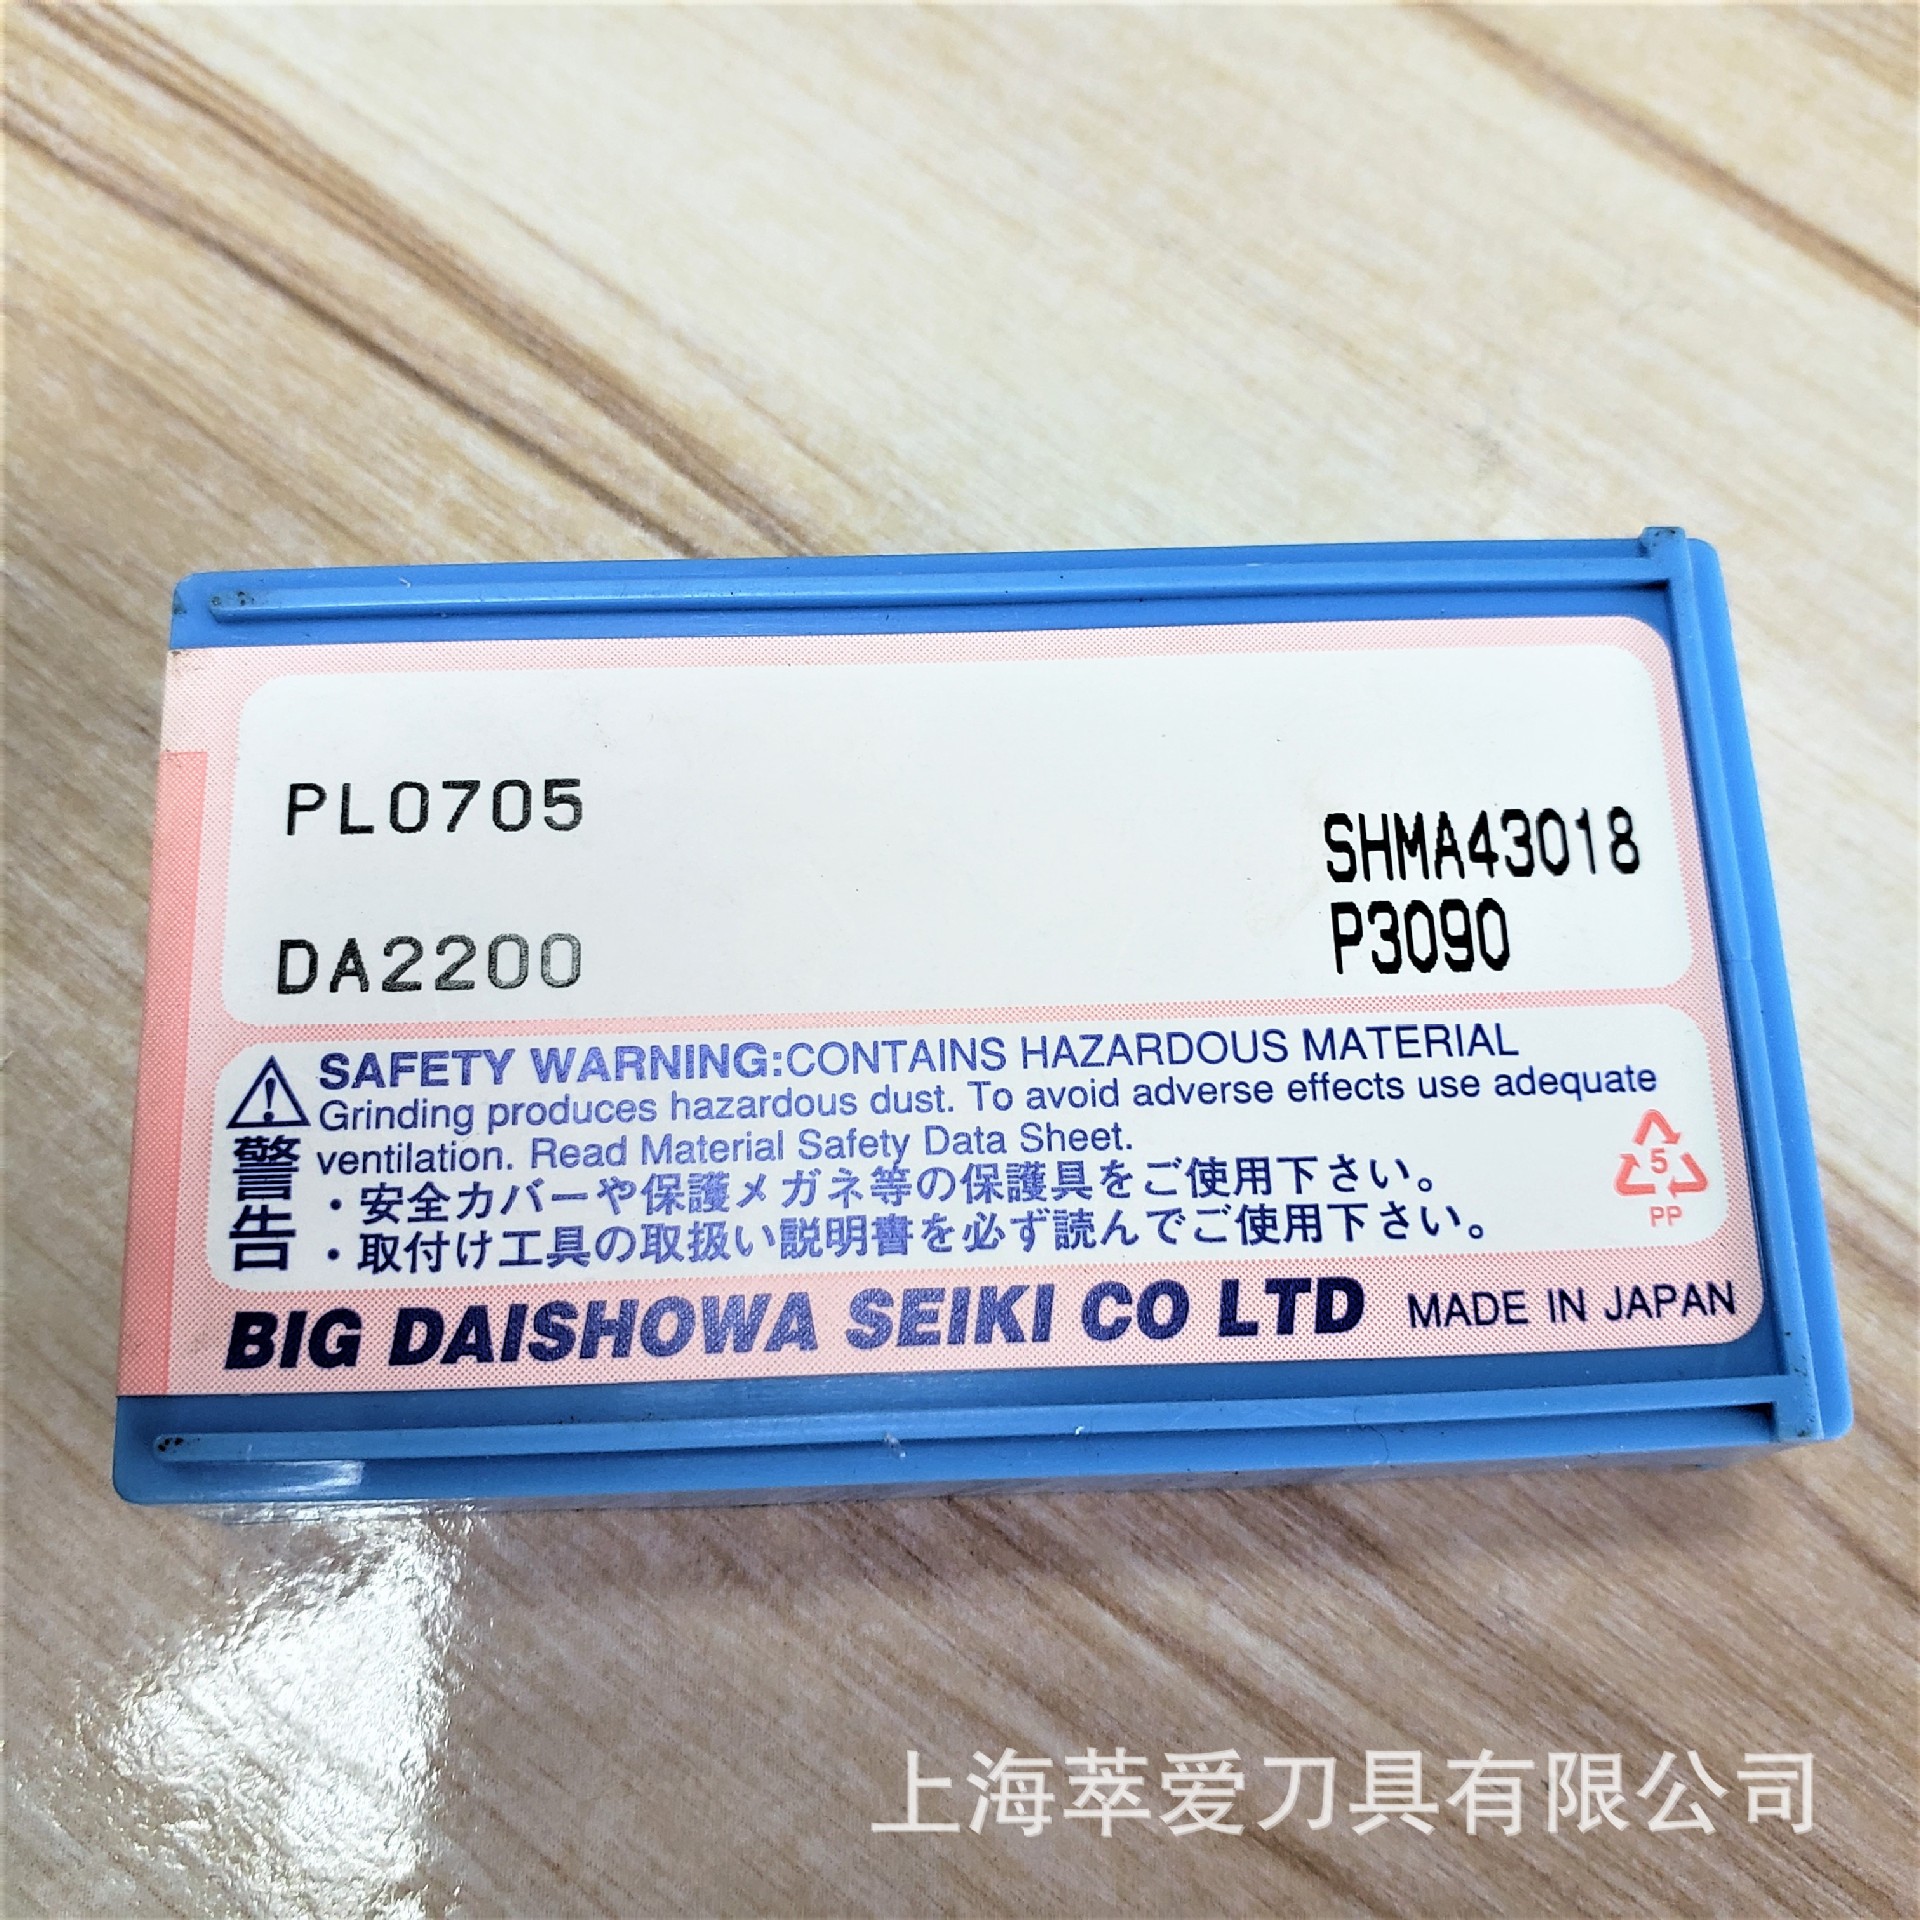 PL0705
SHMA43018
DA2200
P3090
SAFETY WARNING:CONTAINS HAZARDOUS MATERIAL
Grinding produces hazardous dust. To avoid adverse effects use adequate
ventilation. Read Material Safety Data Sheet.
警告
・安全カバーや保護メガネ等の保護具をご使用下さい。
・取付け工具の取扱い説明書を必ず読んでご使用下さい。
5
PP
BIG DAISHOWA SEIKI CO LTD MADE IN JAPAN
上海萃爱刀具有限公司